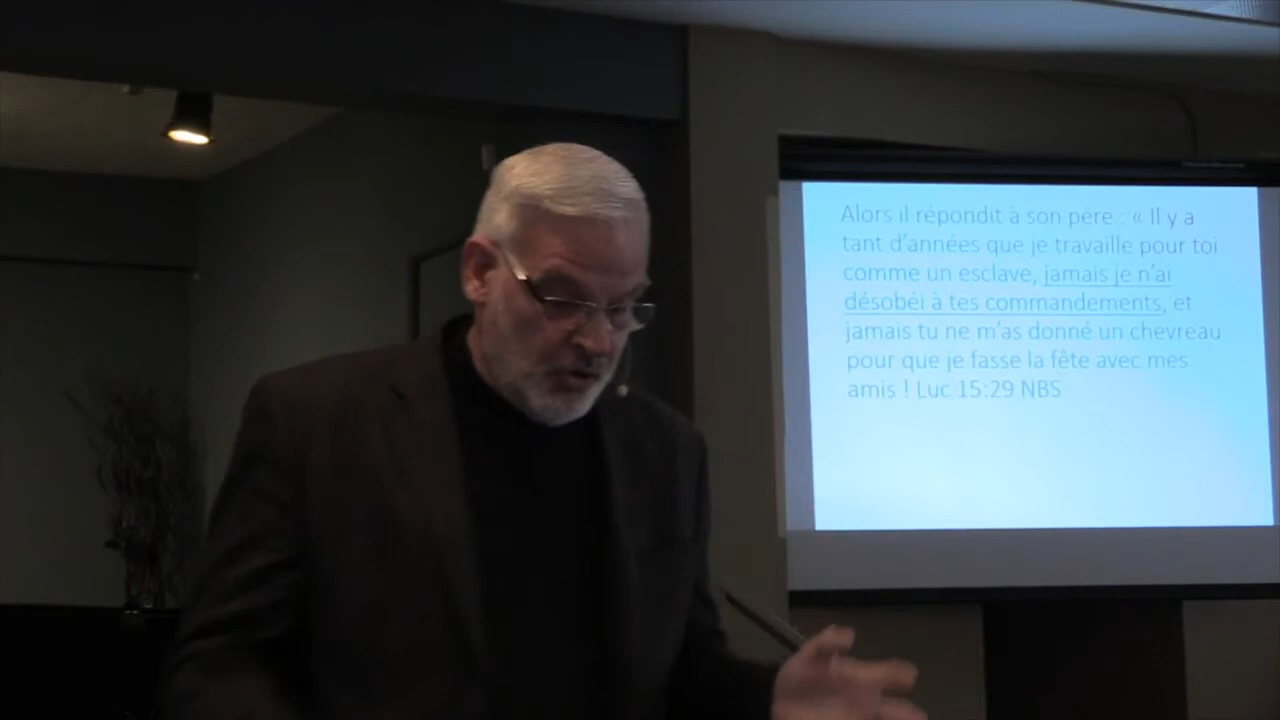 Alors il répondit à son père : « Il y a
tant d'années que je travaille pour toi
comme un esclave, jamais je n'ai
désobéi à tes commandements, et
jamais tu ne m'as donné un chevreau
pour que je fasse la fête avec mes
amis ! Luc 15:29 NBS